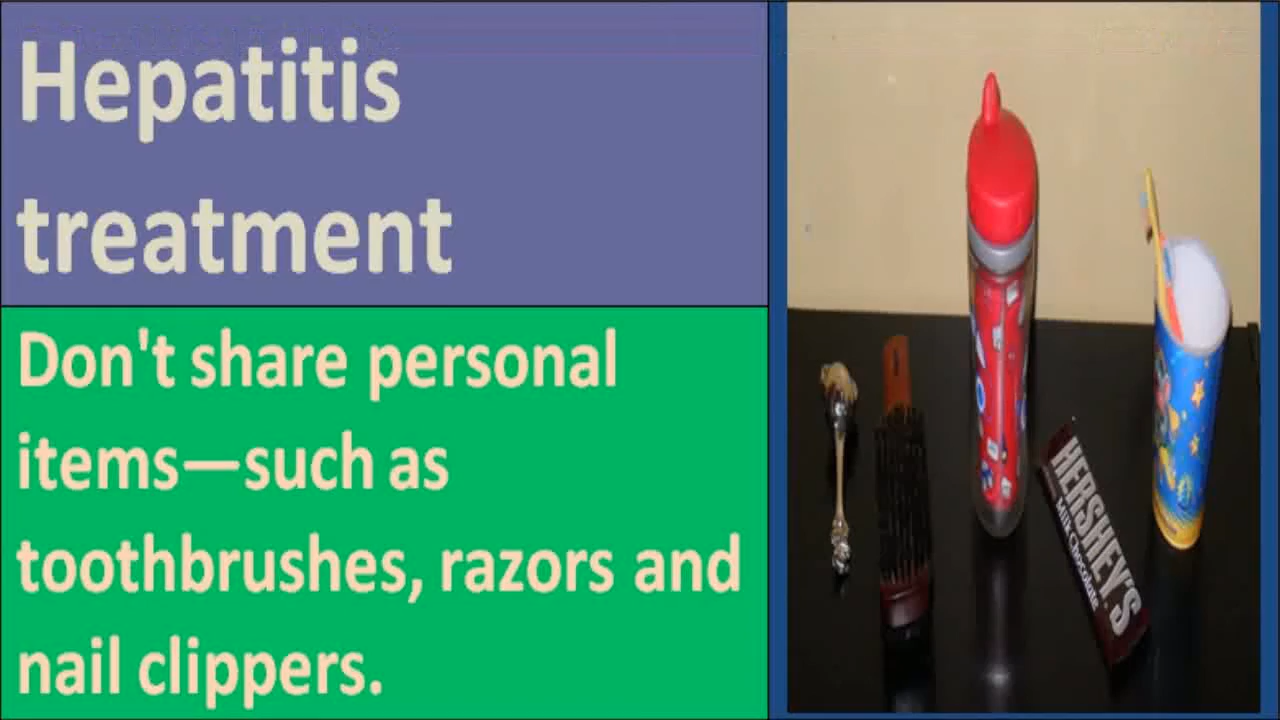 Hepatitis
treatment
Don't share personal
items—such as
toothbrushes, razors and
nail clippers.
HERSHEY'S
Milk Chocolate